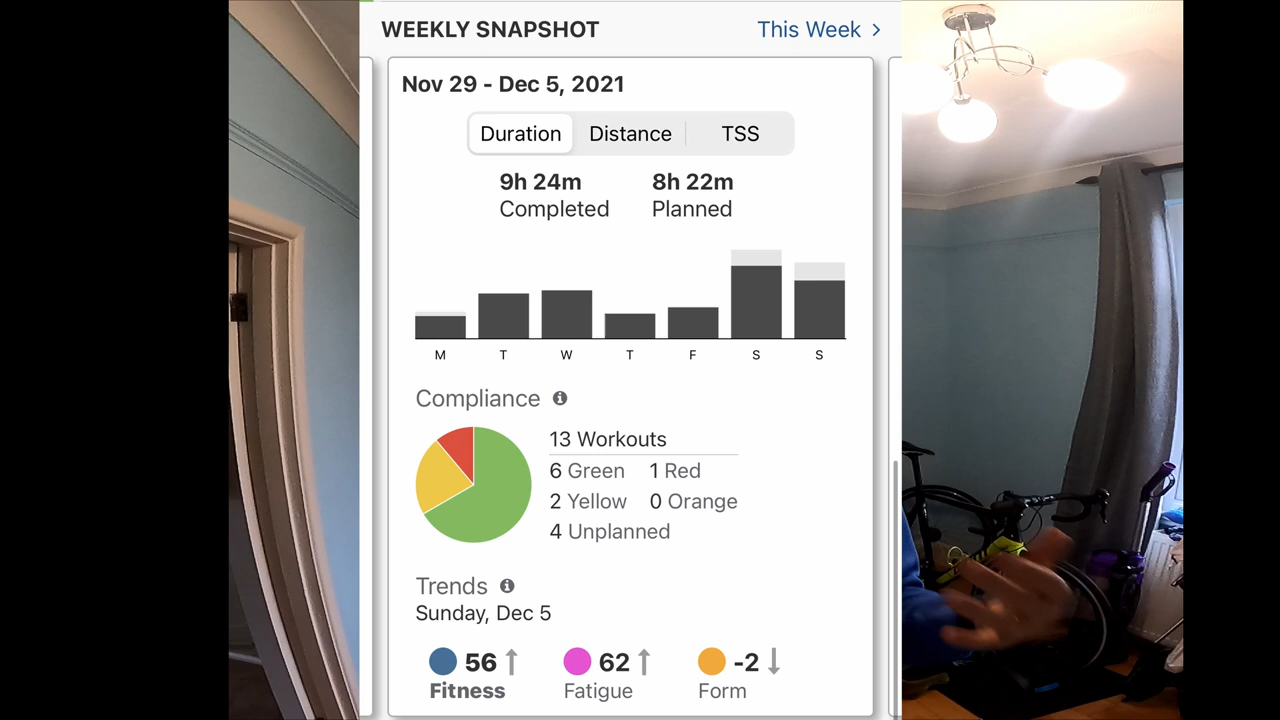 WEEKLY SNAPSHOT
This Week >
Nov 29 - Dec 5, 2021
Duration Distance TSS
9h 24m 8h 22m
Completed Planned
M T W T F S S
Compliance
13 Workouts
6 Green 1 Red
2 Yellow 0 Orange
4 Unplanned
Trends
Sunday, Dec 5
56 62 -2
Fitness Fatigue Form